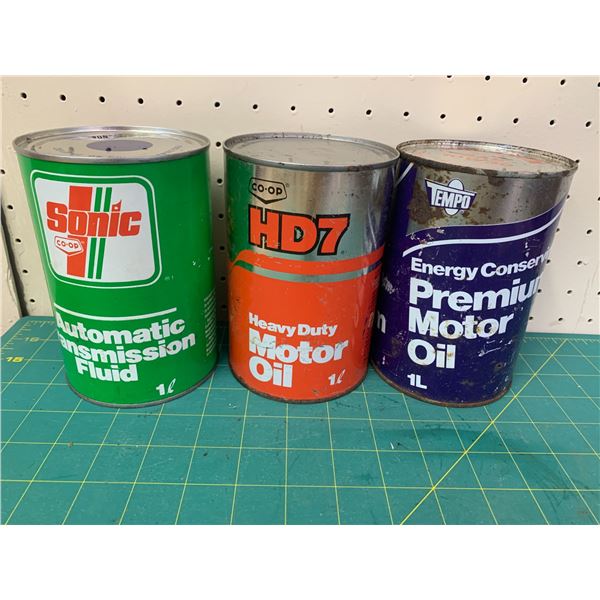 Sonic
CO-OP
Automatic
ansmission
Fluid
1ℓ
CO-OP
HD7
Heavy Duty
Motor
Oil
1ℓ
TEMPO
Energy Conserv
Premiu
Motor
Oil
1L